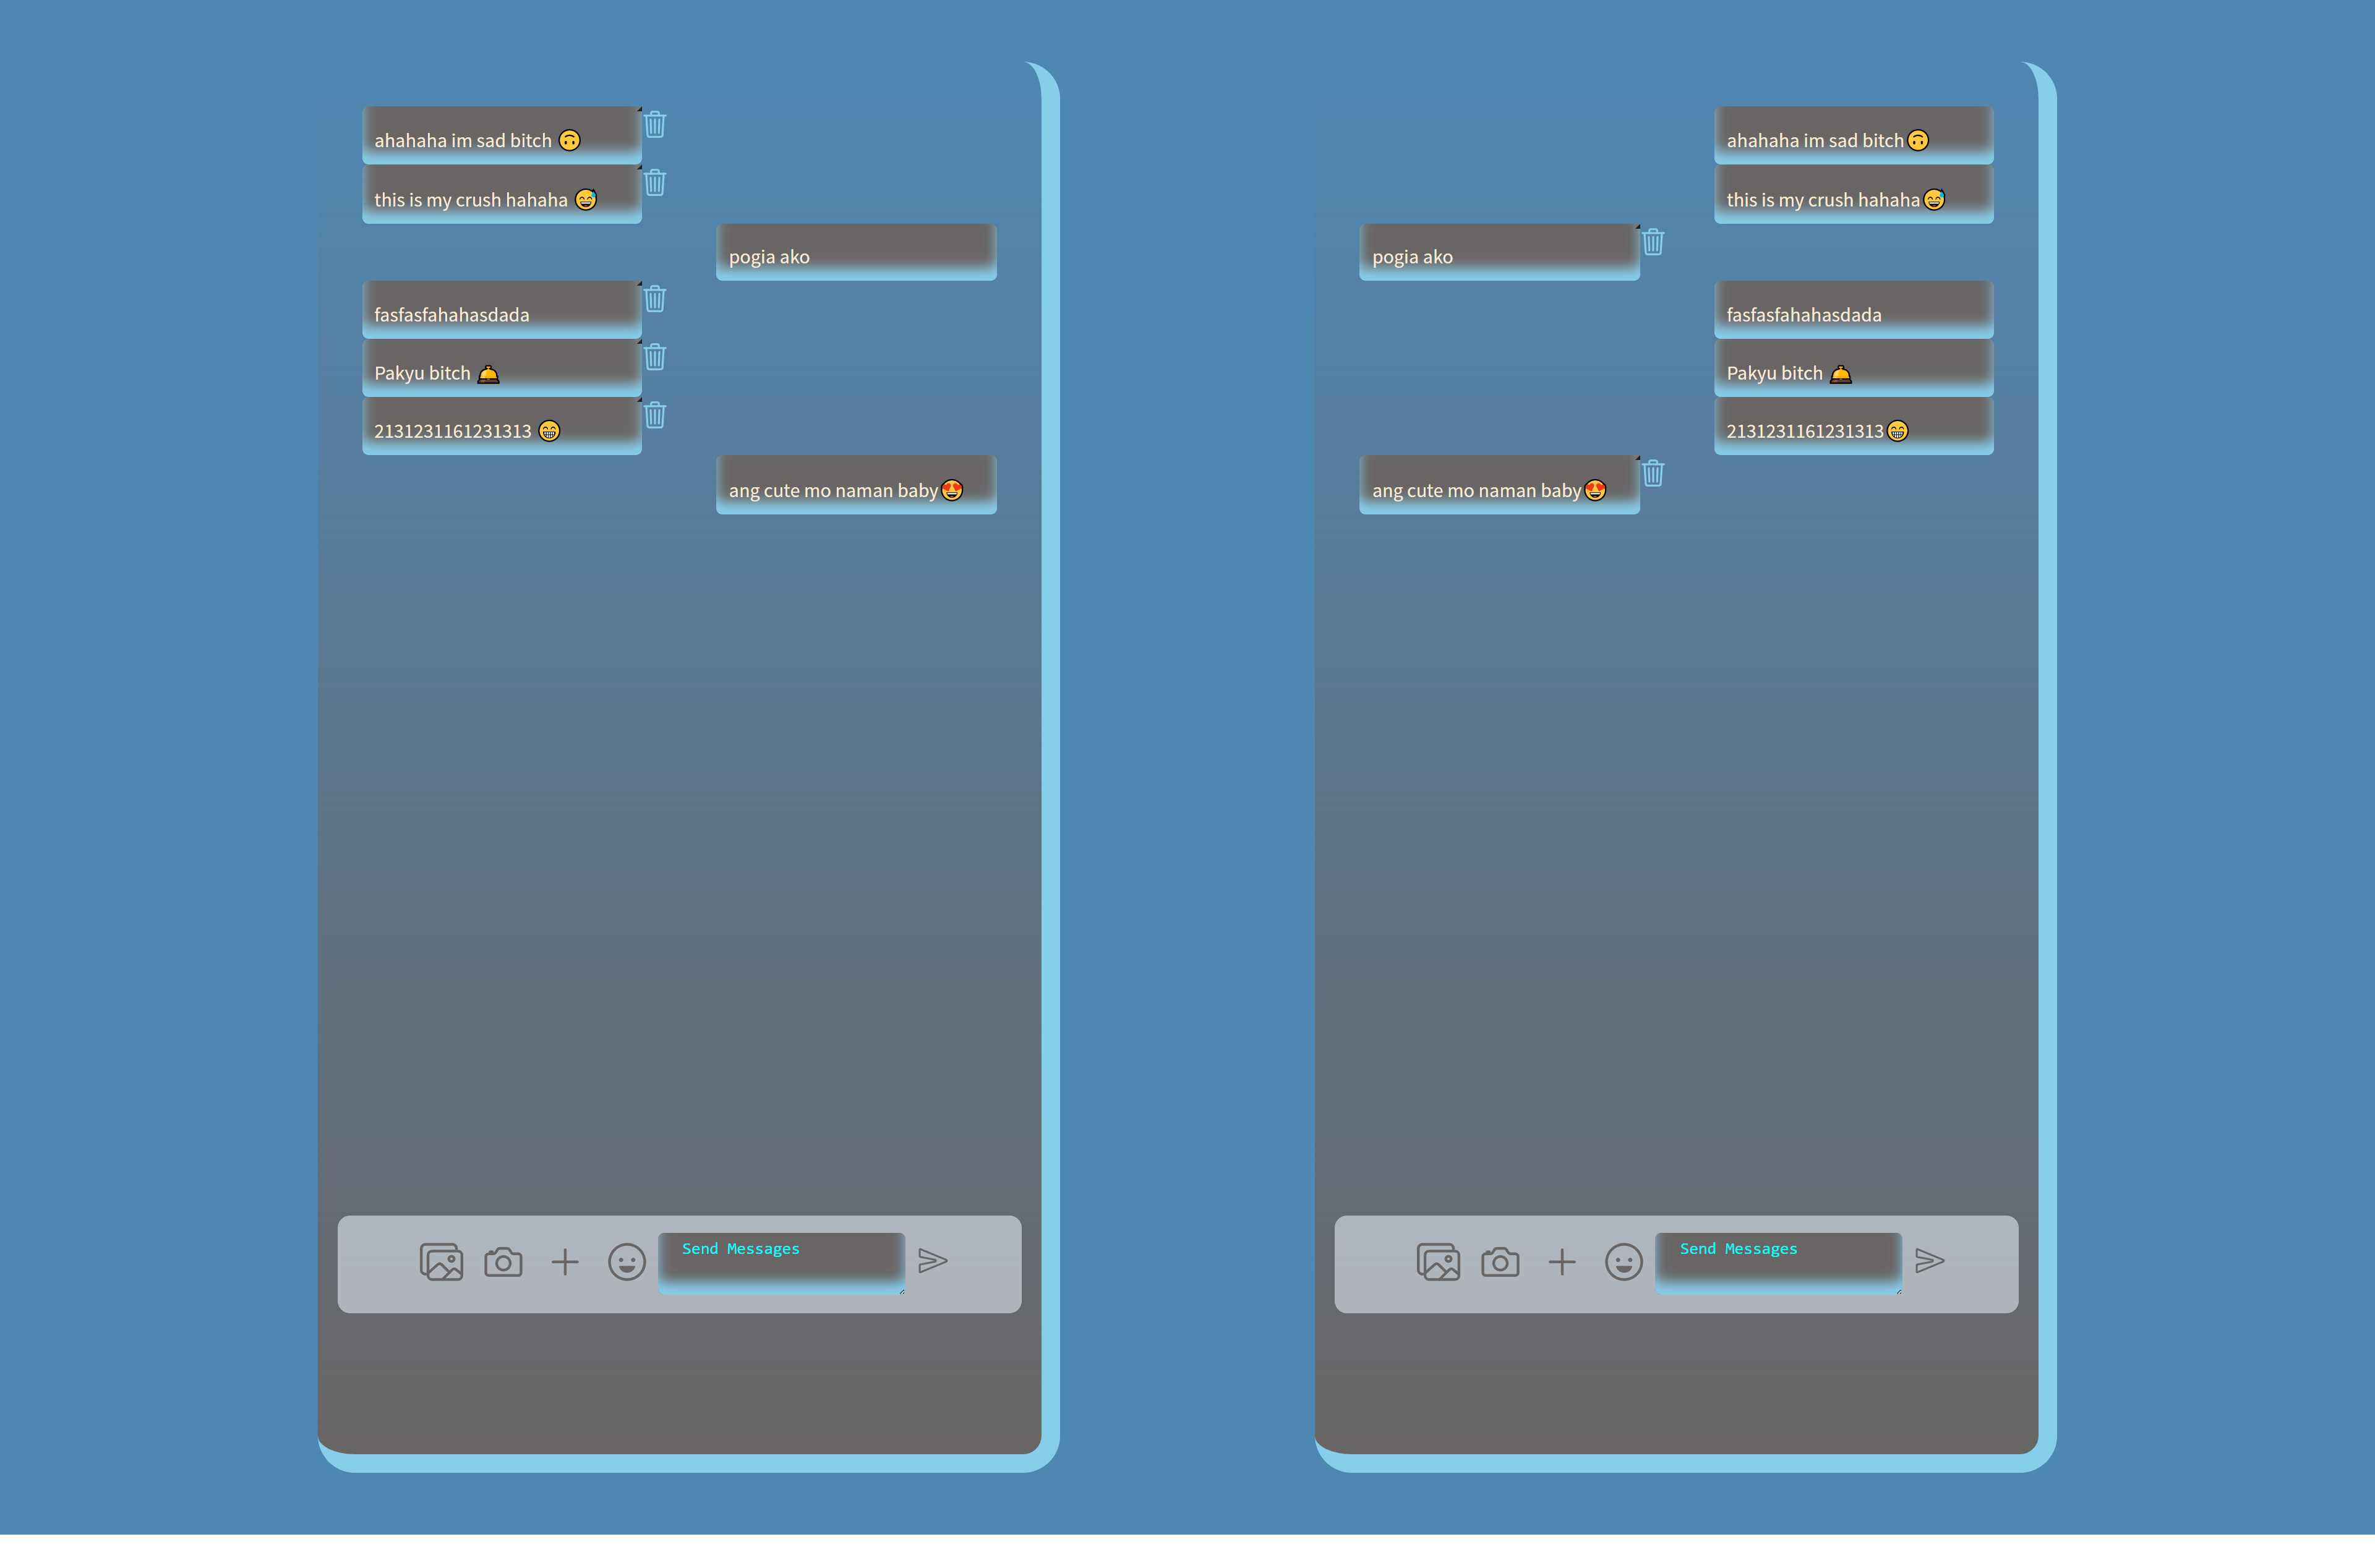 ahahaha im sad bitch 🙃
this is my crush hahaha 😅
pogia ako
fasfasfahahasdada
Pakyu bitch 🛎️
2131231161231313 😁
ang cute mo naman baby😍
Send Messages
ahahaha im sad bitch🙃
this is my crush hahaha😅
pogia ako
fasfasfahahasdada
Pakyu bitch 🛎️
2131231161231313😁
ang cute mo naman baby😍
Send Messages